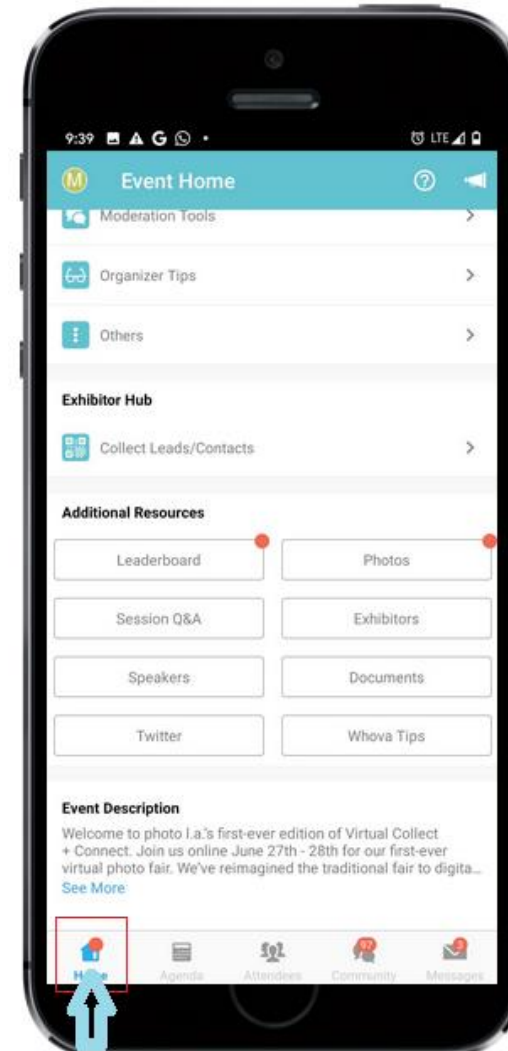 9:39
G
LTE
M
Event Home
?
Moderation Tools
Organizer Tips
Others
Exhibitor Hub
Collect Leads/Contacts
Additional Resources
Leaderboard
Photos
Session Q&A
Exhibitors
Speakers
Documents
Twitter
Whova Tips
Event Description
Welcome to photo l.a.'s first-ever edition of Virtual Collect
+ Connect. Join us online June 27th - 28th for our first-ever
virtual photo fair. We've reimagined the traditional fair to digita...
See More
Home Agenda Attendees Community Messages